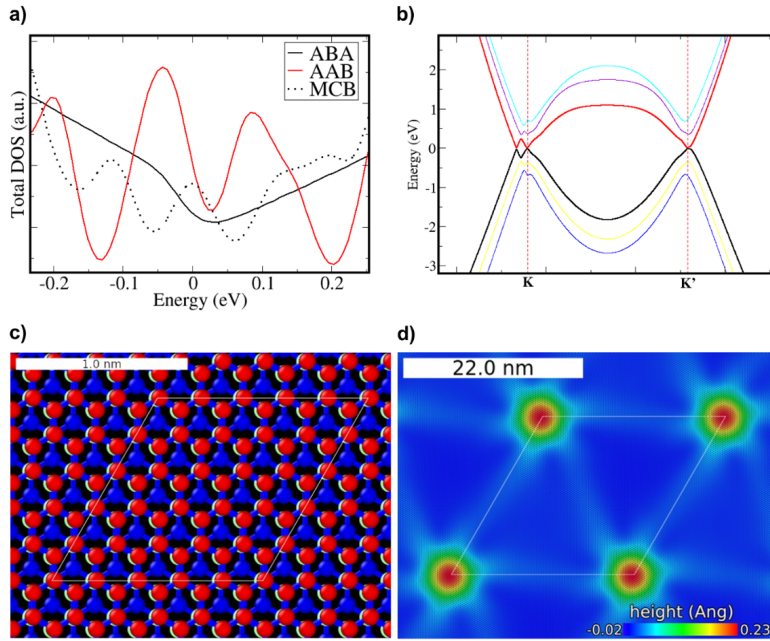 a)
Total DOS (a.u.)
ABA
AAB
MCB
-0.2
-0.1
0
0.1
0.2
Energy (eV)
b)
Energy (eV)
2
1
0
-1
-2
-3
K
K'
c)
1.0 nm
d)
22.0 nm
height (Ang)
-0.02
0.23